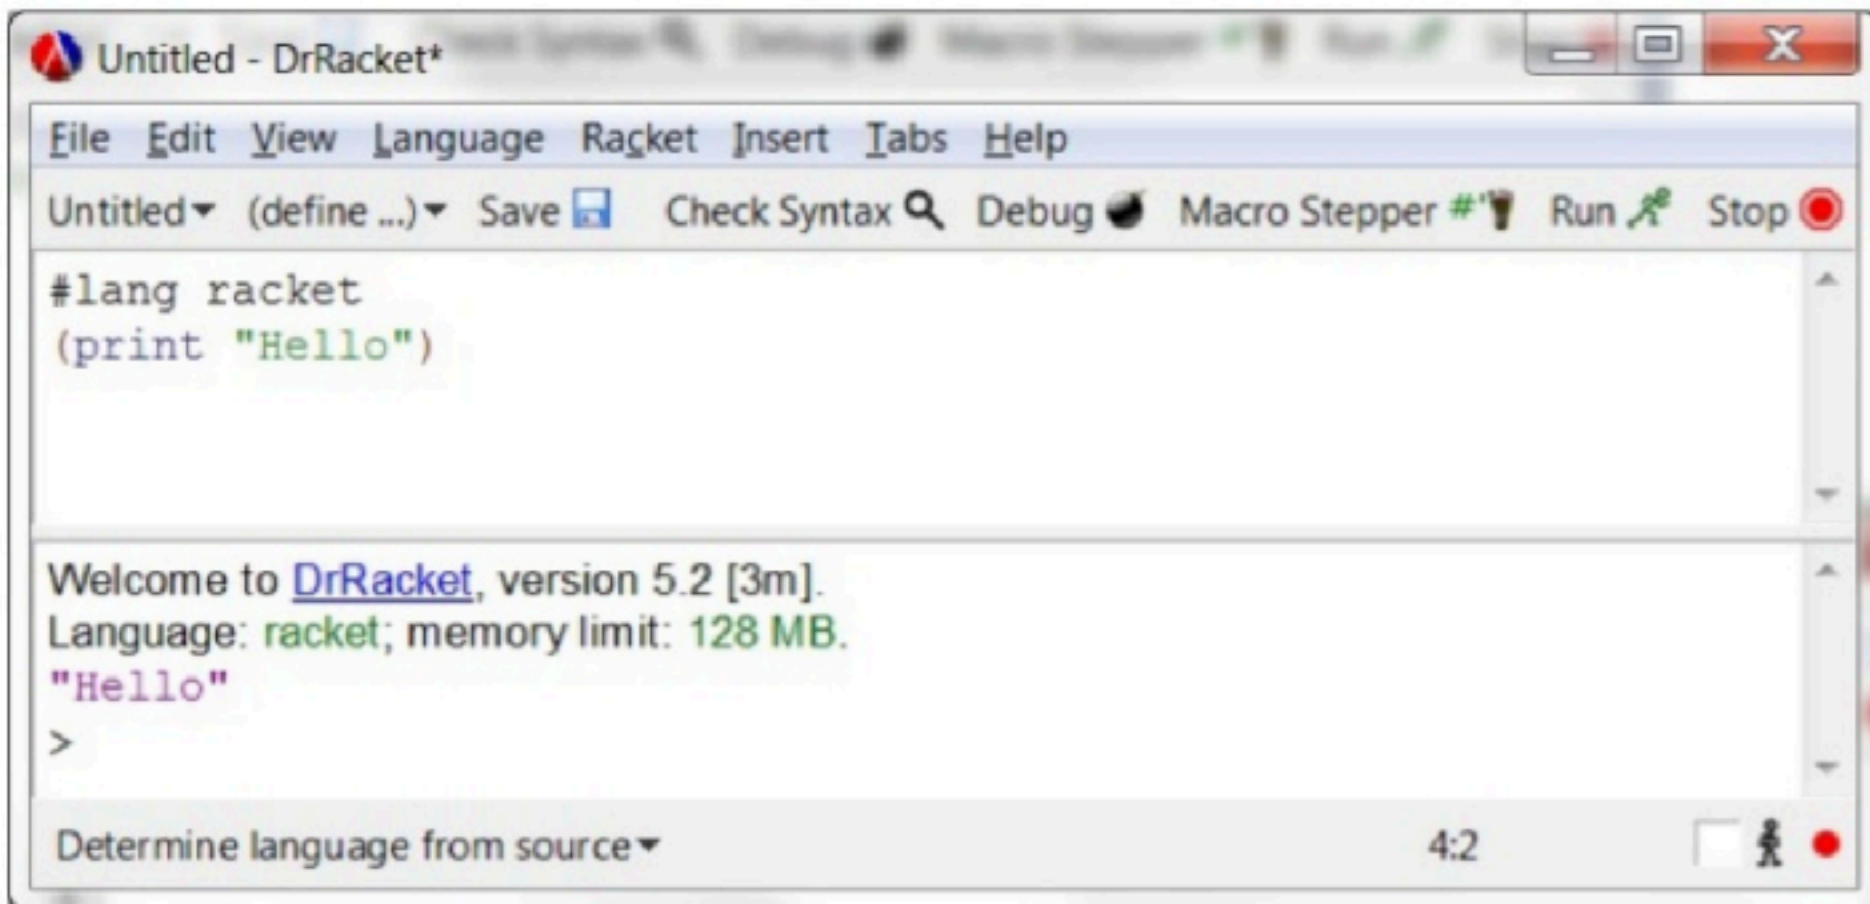 Untitled - DrRacket*
File Edit View Language Racket Insert Tabs Help
Untitled (define ...) Save Check Syntax Debug Macro Stepper #' Run Stop
#lang racket
(print "Hello")
Welcome to DrRacket, version 5.2 [3m].
Language: racket; memory limit: 128 MB.
"Hello"
>
Determine language from source 4:2